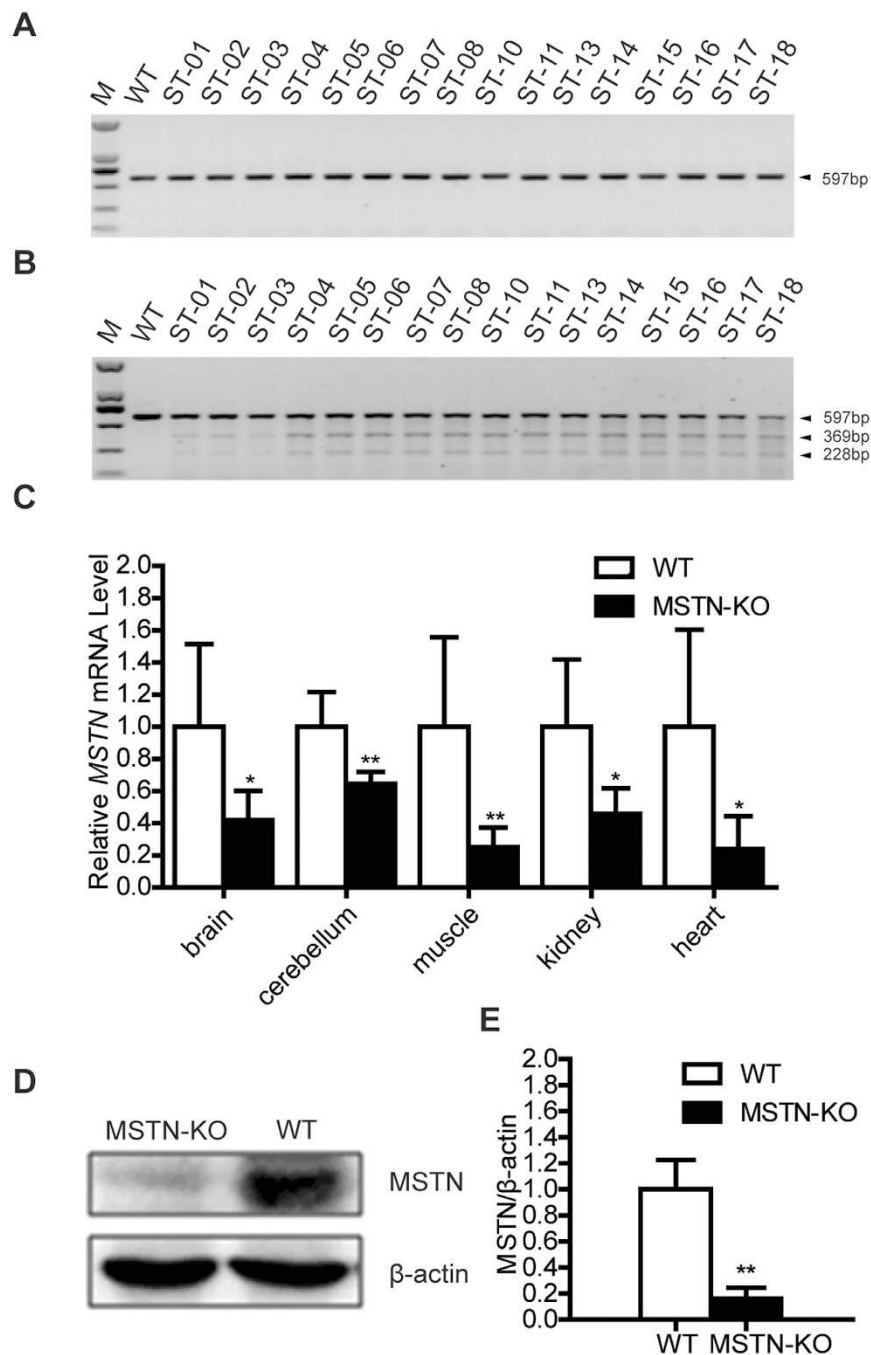 A
M WT ST-01 ST-02 ST-03 ST-04 ST-05 ST-06 ST-07 ST-08 ST-10 ST-11 ST-13 ST-14 ST-15 ST-16 ST-17 ST-18
597bp
B
M WT ST-01 ST-02 ST-03 ST-04 ST-05 ST-06 ST-07 ST-08 ST-10 ST-11 ST-13 ST-14 ST-15 ST-16 ST-17 ST-18
597bp
369bp
228bp
C
Relative MSTN mRNA Level
2.0
1.8
1.6
1.4
1.2
1.0
0.8
0.6
0.4
0.2
0.0
WT
MSTN-KO
* ** ** * *
brain cerebellum muscle kidney heart
D
MSTN-KO WT
MSTN
β-actin
E
MSTN/β-actin
2.0
1.8
1.6
1.4
1.2
1.0
0.8
0.6
0.4
0.2
0.0
WT
MSTN-KO
**
WT MSTN-KO